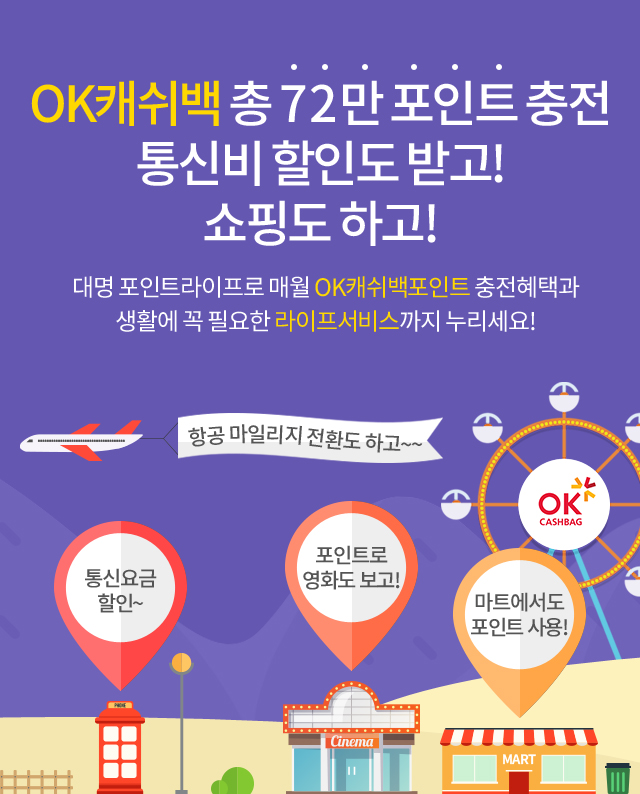 OK캐쉬백 총 72만 포인트 충전
통신비 할인도 받고!
쇼핑도 하고!
대명 포인트라이프로 매월 OK캐쉬백포인트 충전혜택과
생활에 꼭 필요한 라이프서비스까지 누리세요!
항공 마일리지 전환도 하고~~
OK
CASHBAG
통신요금
할인~
포인트로
영화도 보고!
마트에서도
포인트 사용!
PHONE
Cinema
MART